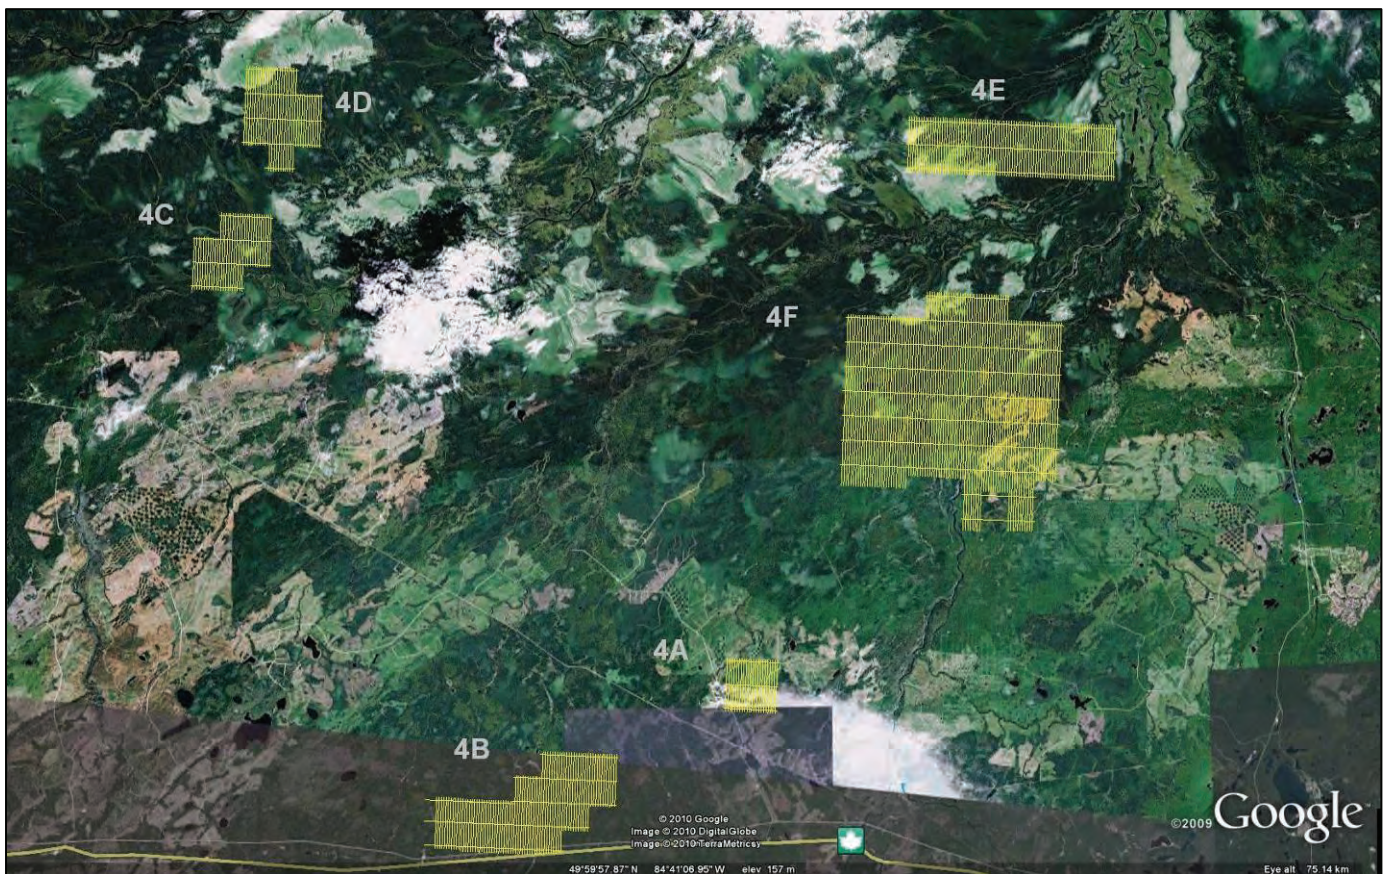 4D
4E
4C
4F
4A
4B
© 2010 Google
Image © 2010 DigitalGlobe
Image © 2010 TerraMetrics
©2009 Google
49°59'57.87" N 84°41'06.95" W elev 157 m
Eye alt 75.14 km